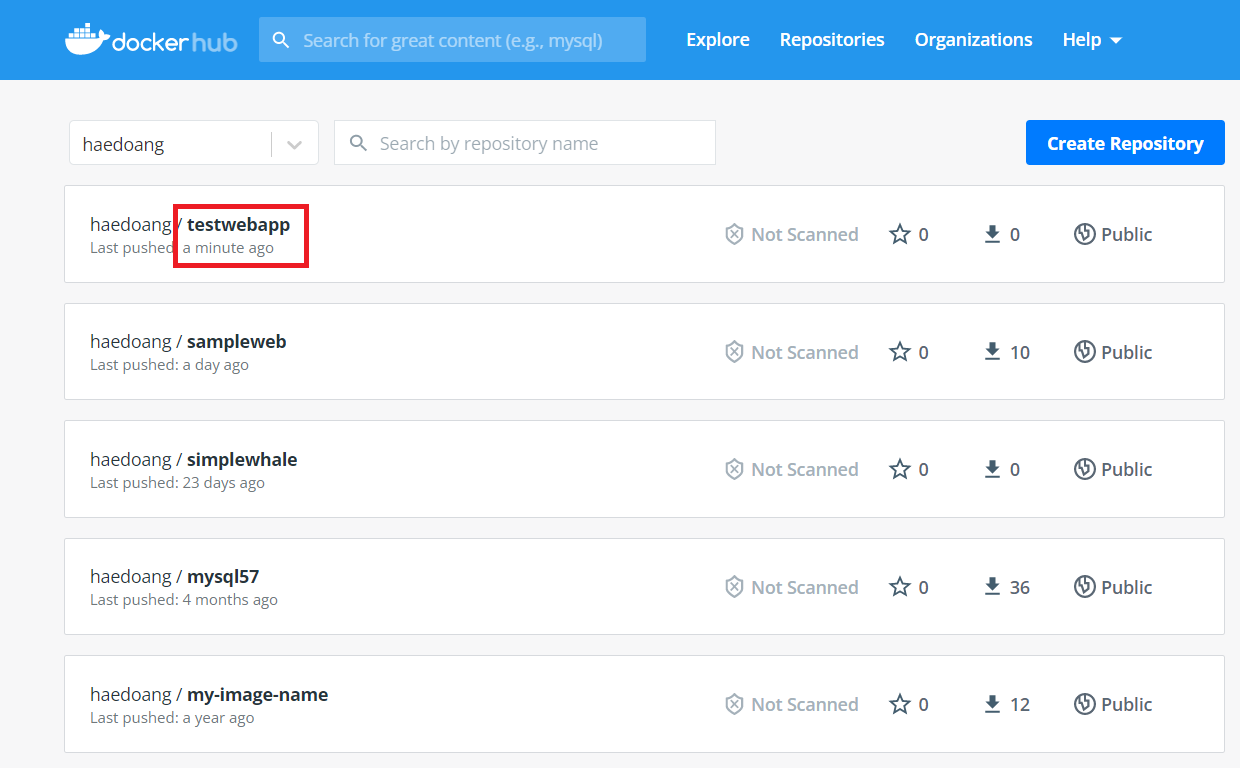 docker hub Search for great content (e.g., mysql) Explore Repositories Organizations Help
haedoang Search by repository name Create Repository
haedoang / testwebapp
Last pushed: a minute ago
Not Scanned 0 0 Public
haedoang / sampleweb
Last pushed: a day ago
Not Scanned 0 10 Public
haedoang / simplewhale
Last pushed: 23 days ago
Not Scanned 0 0 Public
haedoang / mysql57
Last pushed: 4 months ago
Not Scanned 0 36 Public
haedoang / my-image-name
Last pushed: a year ago
Not Scanned 0 12 Public